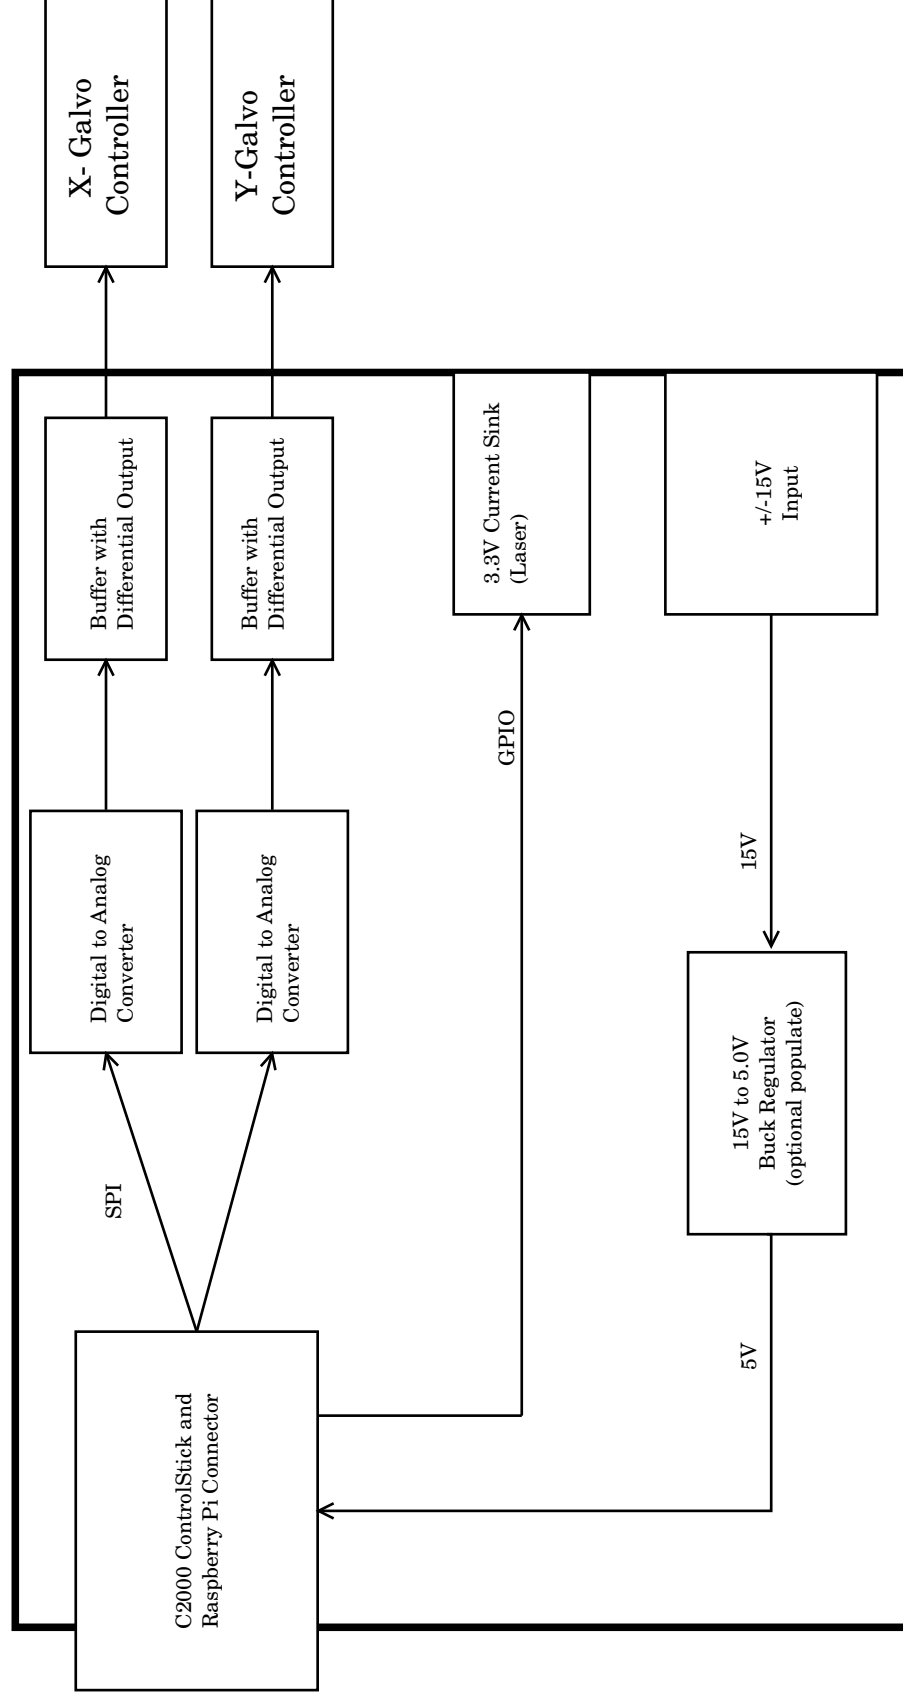 C2000 ControlStick and
Raspberry Pi Connector
SPI
Digital to Analog
Converter
Buffer with
Differential Output
X- Galvo
Controller
Digital to Analog
Converter
Buffer with
Differential Output
Y-Galvo
Controller
GPIO
3.3V Current Sink
(Laser)
5V
15V to 5.0V
Buck Regulator
(optional populate)
15V
+/-15V
Input